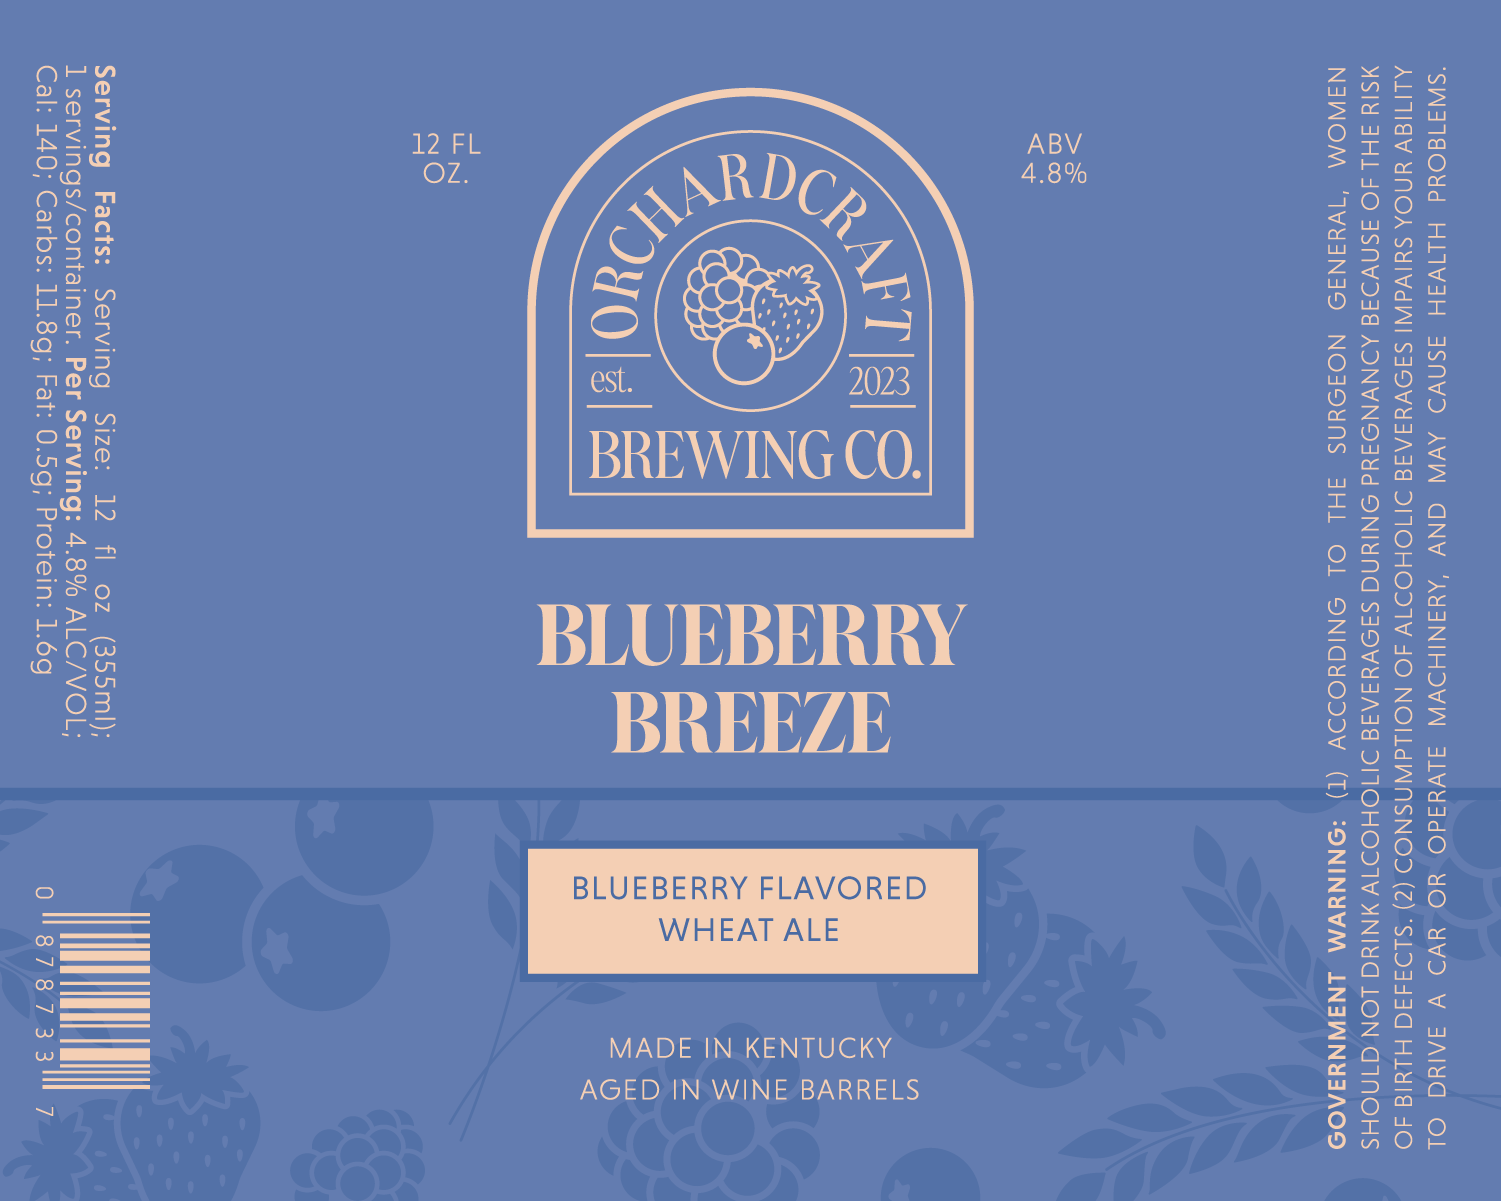 Serving Facts: Serving Size: 12 fl oz (355ml);
1 servings/container. Per Serving: 4.8% ALC/VOL;
Cal: 140; Carbs: 11.8g; Fat: 0.5g; Protein: 1.6g
0 878733 7
12 FL
OZ.
ABV
4.8%
ORCHARDCRAFT
est.
2023
BREWING CO.
BLUEBERRY
BREEZE
BLUEBERRY FLAVORED
WHEAT ALE
MADE IN KENTUCKY
AGED IN WINE BARRELS
GOVERNMENT WARNING: (1) ACCORDING TO THE SURGEON GENERAL, WOMEN
SHOULD NOT DRINK ALCOHOLIC BEVERAGES DURING PREGNANCY BECAUSE OF THE RISK
OF BIRTH DEFECTS. (2) CONSUMPTION OF ALCOHOLIC BEVERAGES IMPAIRS YOUR ABILITY
TO DRIVE A CAR OR OPERATE MACHINERY, AND MAY CAUSE HEALTH PROBLEMS.